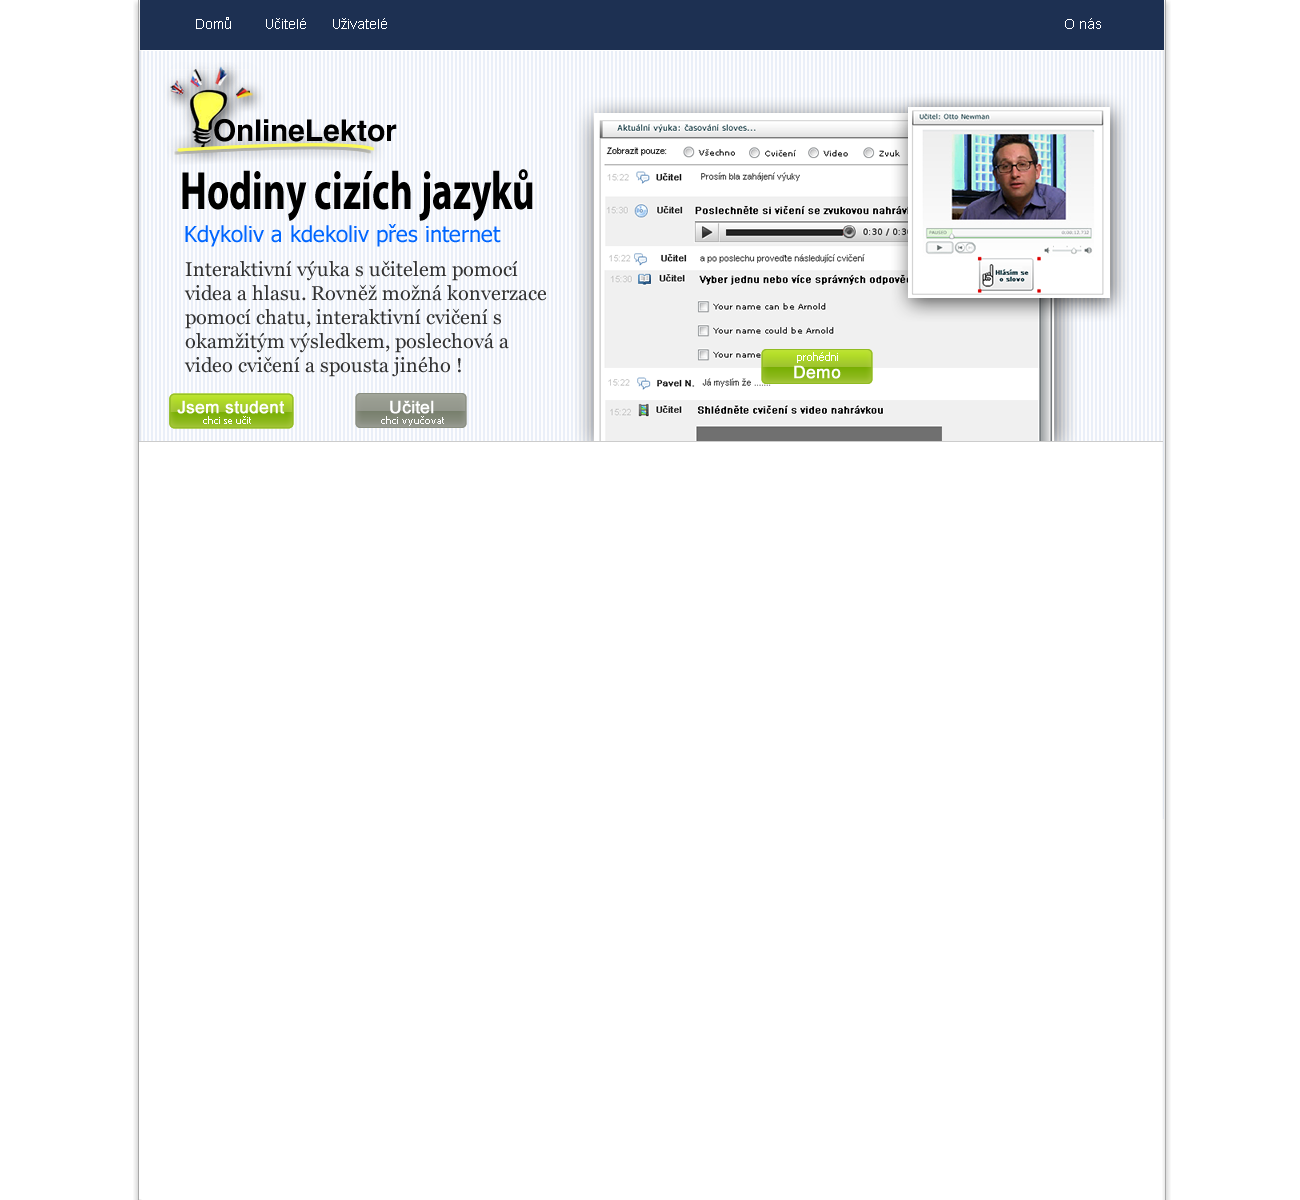 Domů
Učitelé
Uživatelé
O nás
OnlineLektor
Hodiny cizích jazyků
Kdykoliv a kdekoliv přes internet
Interaktivní výuka s učitelem pomocí
videa a hlasu. Rovněž možná konverzace
pomocí chatu, interaktivní cvičení s
okamžitým výsledkem, poslechová a
video cvičení a spousta jiného !
Jsem student
chci se učit
Učitel
chci vyučovat
Aktuální výuka: časování sloves...
Zobrazit pouze: Všechno Cvičení Video Zvuk
15:22 Učitel Prosím bla zahájení výuky
15:30 Učitel Poslechněte si vičení se zvukovou nahráv
0:30 / 0:30
15:22 Učitel a po poslechu proveďte následující cvičení
15:30 Učitel Vyber jednu nebo více správných odpově
Your name can be Arnold
Your name could be Arnold
Your name
prohédni
Demo
15:22 Pavel N. Já myslím že .......
15:22 Učitel Shlédněte cvičení s video nahrávkou
Učitel: Otto Newman
PAUSED
Hlásím se
o slovo